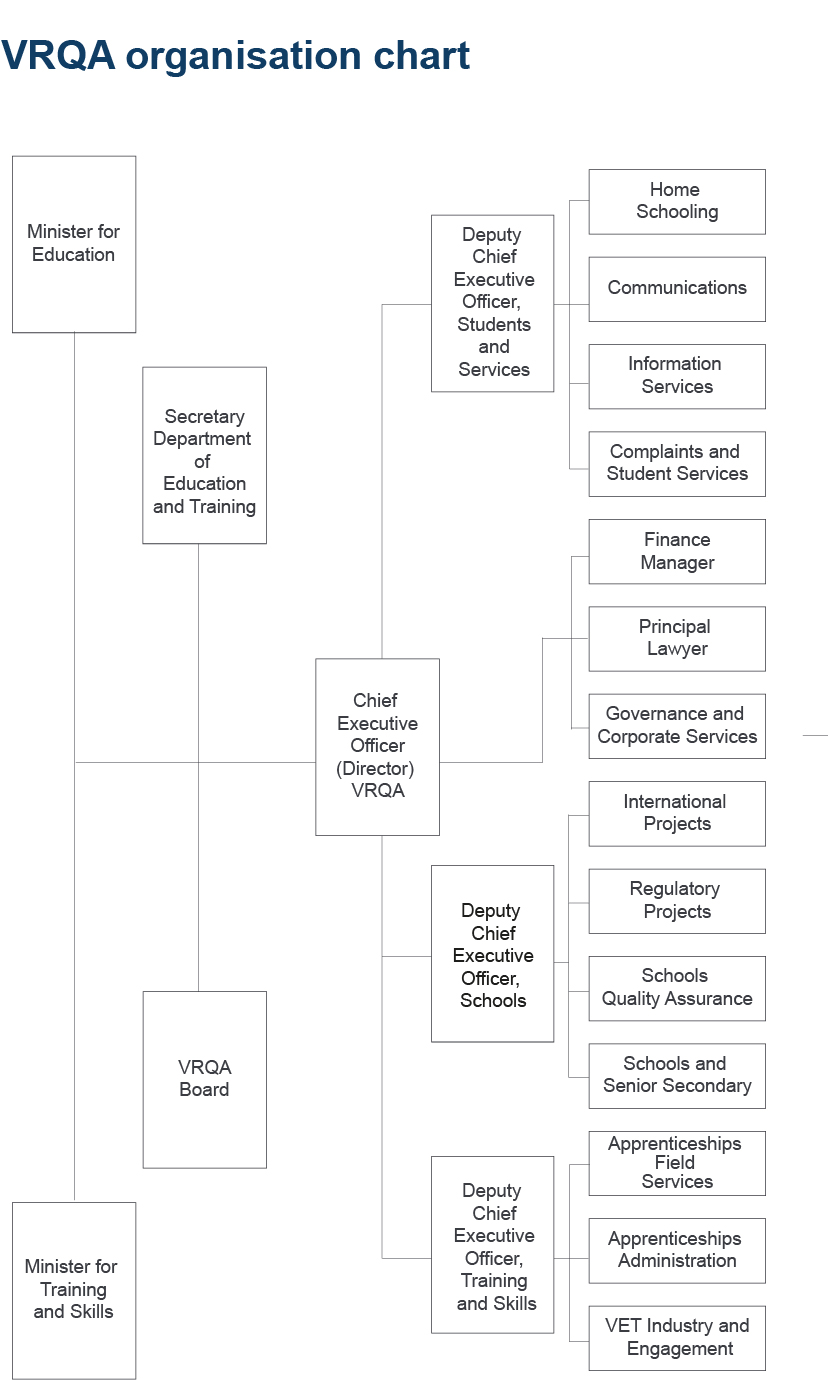 VRQA organisation chart
Minister for
Education
Secretary
Department
of
Education
and Training
Chief
Executive
Officer
(Director)
VRQA
VRQA
Board
Minister for
Training
and Skills
Deputy
Chief
Executive
Officer,
Students
and
Services
Home
Schooling
Communications
Information
Services
Complaints and
Student Services
Finance
Manager
Principal
Lawyer
Governance and
Corporate Services
Deputy
Chief
Executive
Officer,
Schools
International
Projects
Regulatory
Projects
Schools
Quality Assurance
Schools and
Senior Secondary
Deputy
Chief
Executive
Officer,
Training
and Skills
Apprenticeships
Field
Services
Apprenticeships
Administration
VET Industry and
Engagement